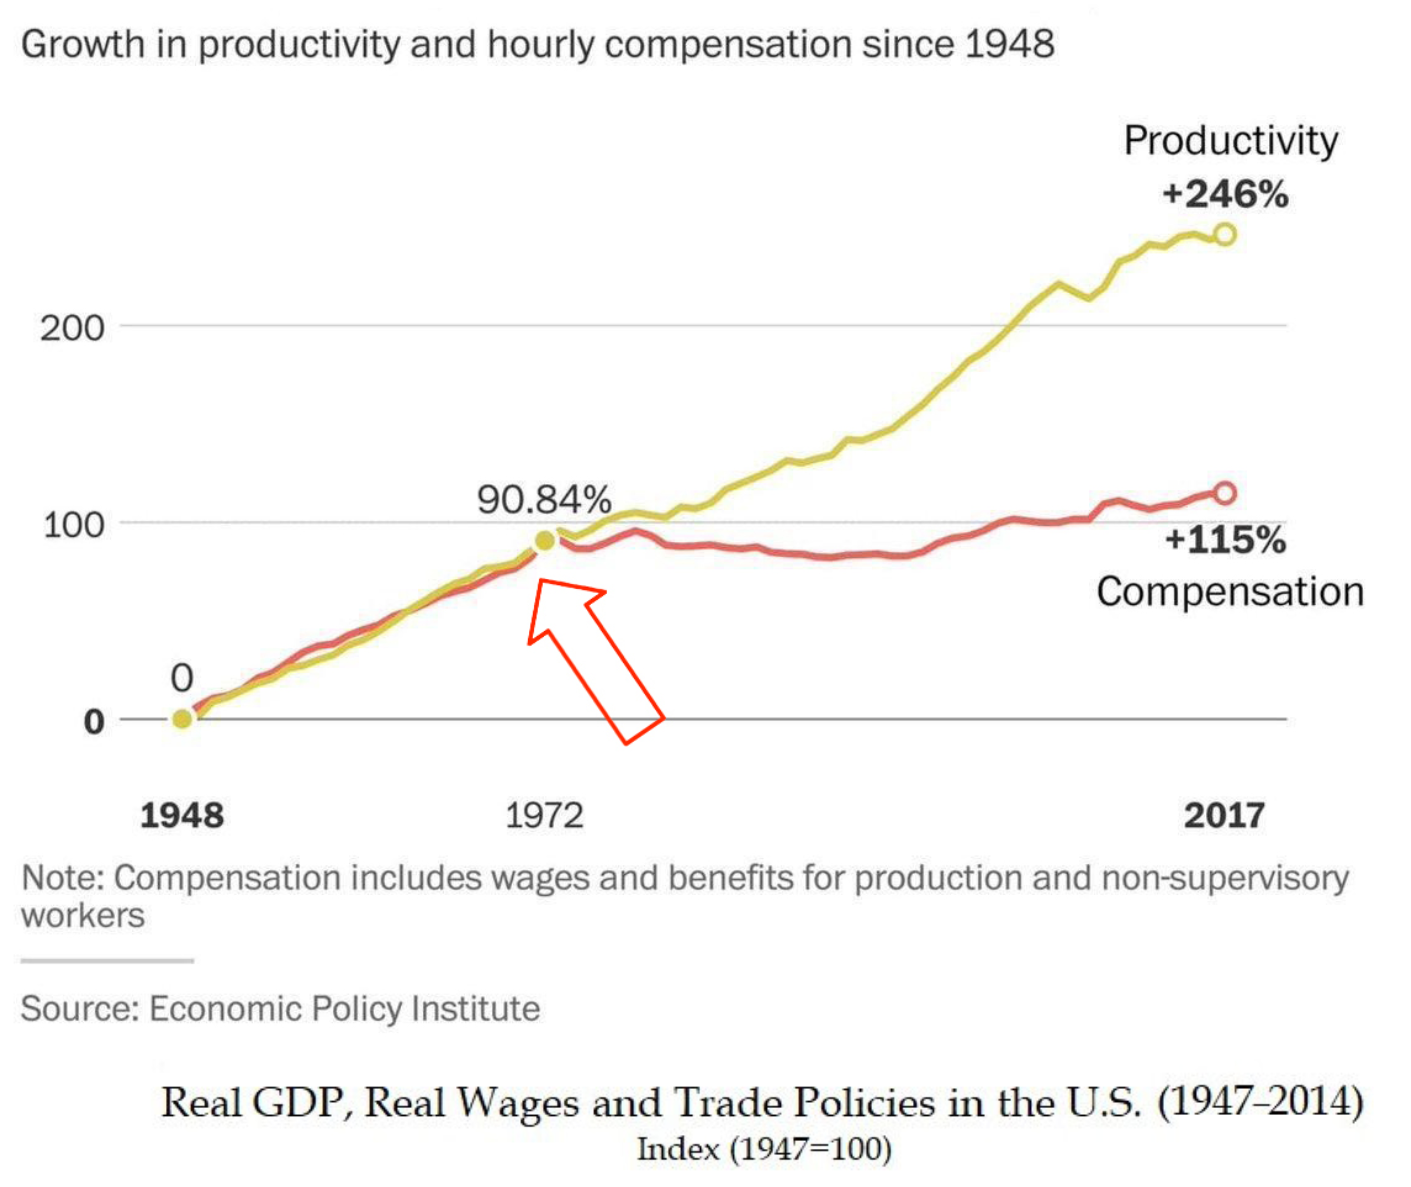 Growth in productivity and hourly compensation since 1948
Productivity
+246%
200
90.84%
100
+115%
Compensation
0
0
1948 1972 2017
Note: Compensation includes wages and benefits for production and non-supervisory
workers
Source: Economic Policy Institute
Real GDP, Real Wages and Trade Policies in the U.S. (1947–2014)
Index (1947=100)